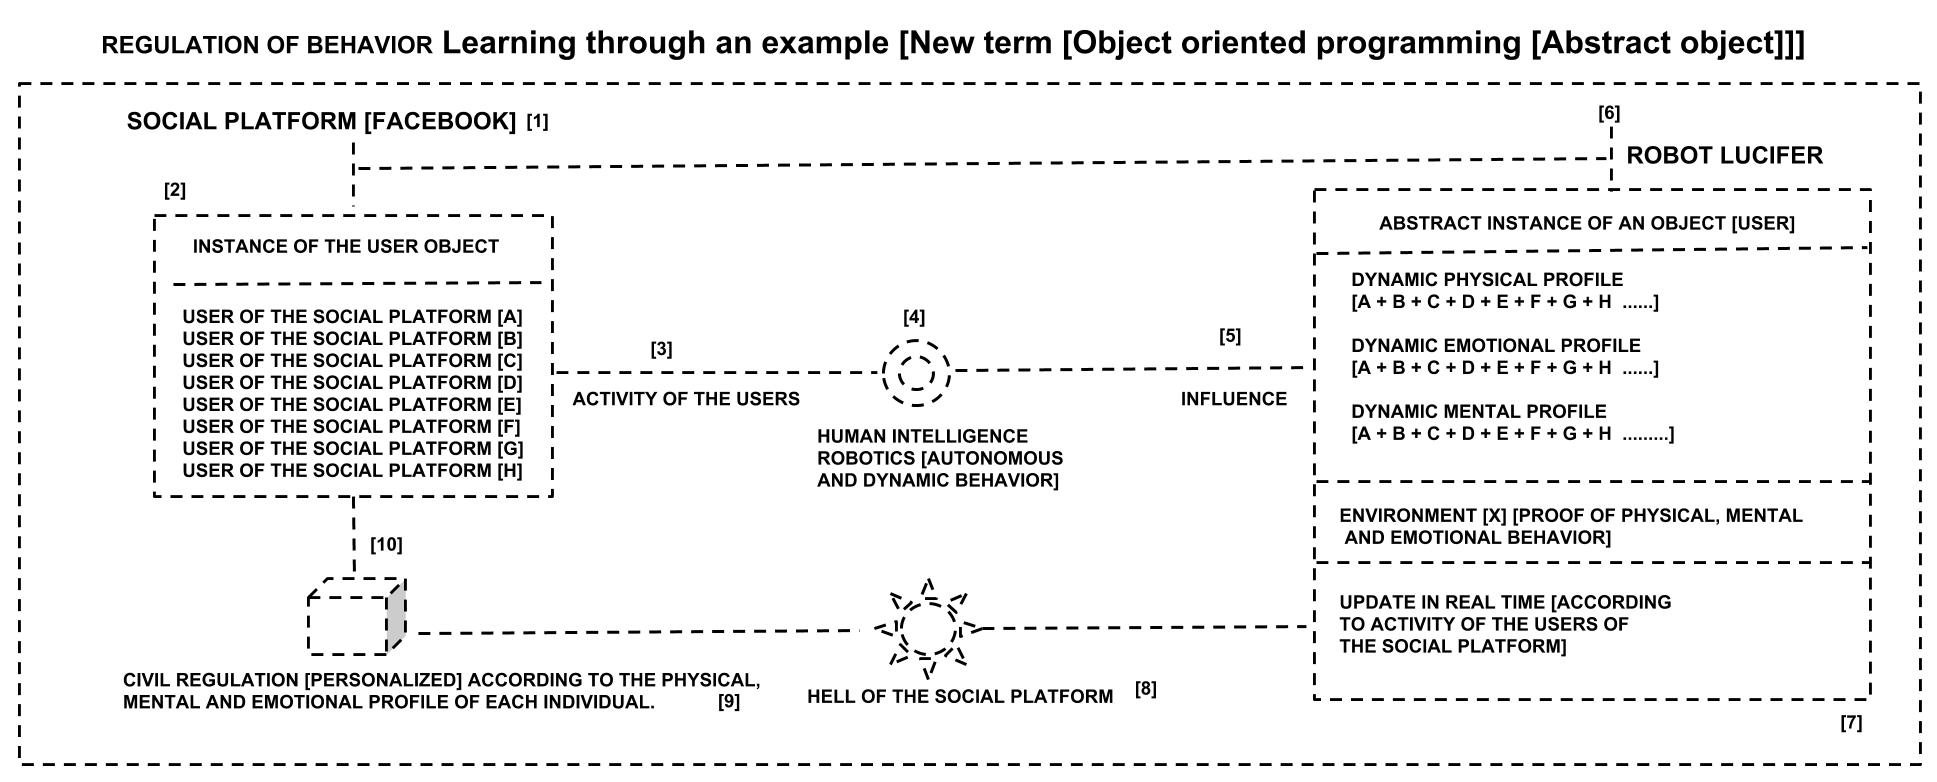 REGULATION OF BEHAVIOR Learning through an example [New term [Object oriented programming [Abstract object]]]
SOCIAL PLATFORM [FACEBOOK] [1]
[2]
INSTANCE OF THE USER OBJECT
USER OF THE SOCIAL PLATFORM [A]
USER OF THE SOCIAL PLATFORM [B]
USER OF THE SOCIAL PLATFORM [C]
USER OF THE SOCIAL PLATFORM [D]
USER OF THE SOCIAL PLATFORM [E]
USER OF THE SOCIAL PLATFORM [F]
USER OF THE SOCIAL PLATFORM [G]
USER OF THE SOCIAL PLATFORM [H]
[3]
ACTIVITY OF THE USERS
[4]
HUMAN INTELLIGENCE
ROBOTICS [AUTONOMOUS
AND DYNAMIC BEHAVIOR]
[5]
INFLUENCE
[6]
ROBOT LUCIFER
ABSTRACT INSTANCE OF AN OBJECT [USER]
DYNAMIC PHYSICAL PROFILE
[A + B + C + D + E + F + G + H ......]
DYNAMIC EMOTIONAL PROFILE
[A + B + C + D + E + F + G + H ......]
DYNAMIC MENTAL PROFILE
[A + B + C + D + E + F + G + H .........]
ENVIRONMENT [X] [PROOF OF PHYSICAL, MENTAL
AND EMOTIONAL BEHAVIOR]
UPDATE IN REAL TIME [ACCORDING
TO ACTIVITY OF THE USERS OF
THE SOCIAL PLATFORM]
[7]
HELL OF THE SOCIAL PLATFORM [8]
[10]
CIVIL REGULATION [PERSONALIZED] ACCORDING TO THE PHYSICAL,
MENTAL AND EMOTIONAL PROFILE OF EACH INDIVIDUAL. [9]